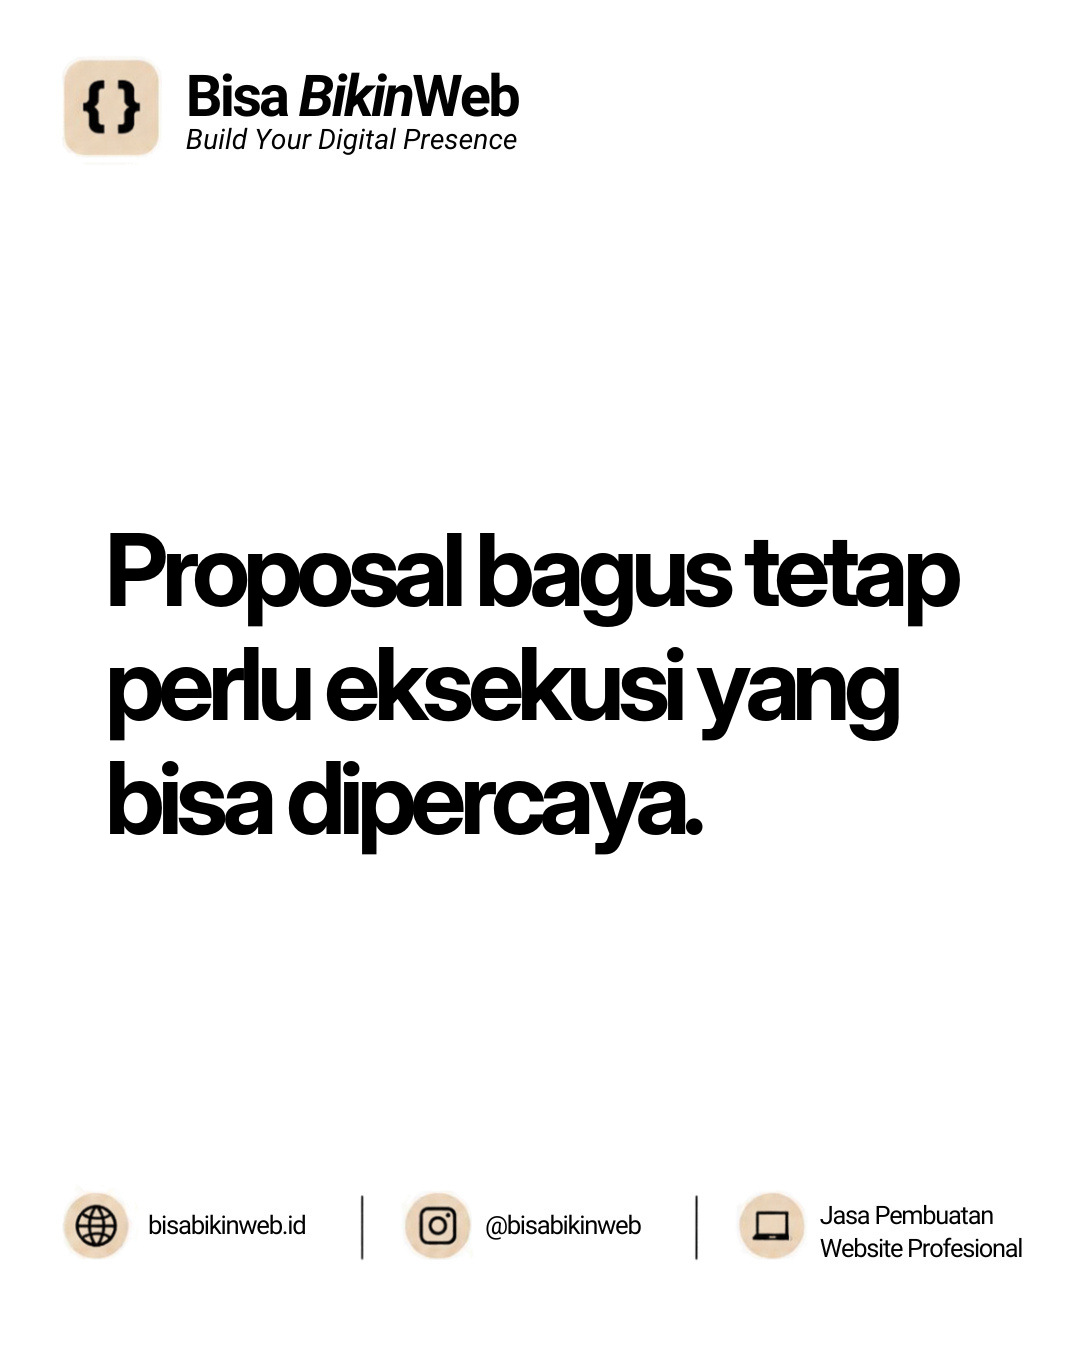 { }
Bisa BikinWeb
Build Your Digital Presence
Proposal bagus tetap
perlu eksekusi yang
bisa dipercaya.
bisabikinweb.id
@bisabikinweb
Jasa Pembuatan
Website Profesional